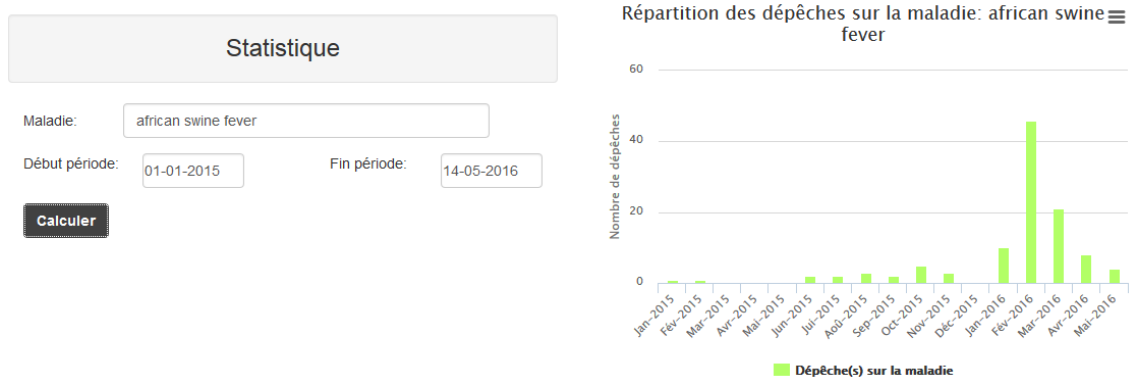 Statistique
Maladie: african swine fever
Début période: 01-01-2015 Fin période: 14-05-2016
Calculer
Répartition des dépêches sur la maladie: african swine
fever
Nombre de dépêches
60
40
20
0
Jan-2015 Fév-2015 Mar-2015 Avr-2015 Mai-2015 Jun-2015 Jui-2015 Aoû-2015 Sep-2015 Oct-2015 Nov-2015 Déc-2015 Jan-2016 Fév-2016 Mar-2016 Avr-2016 Mai-2016
Dépêche(s) sur la maladie